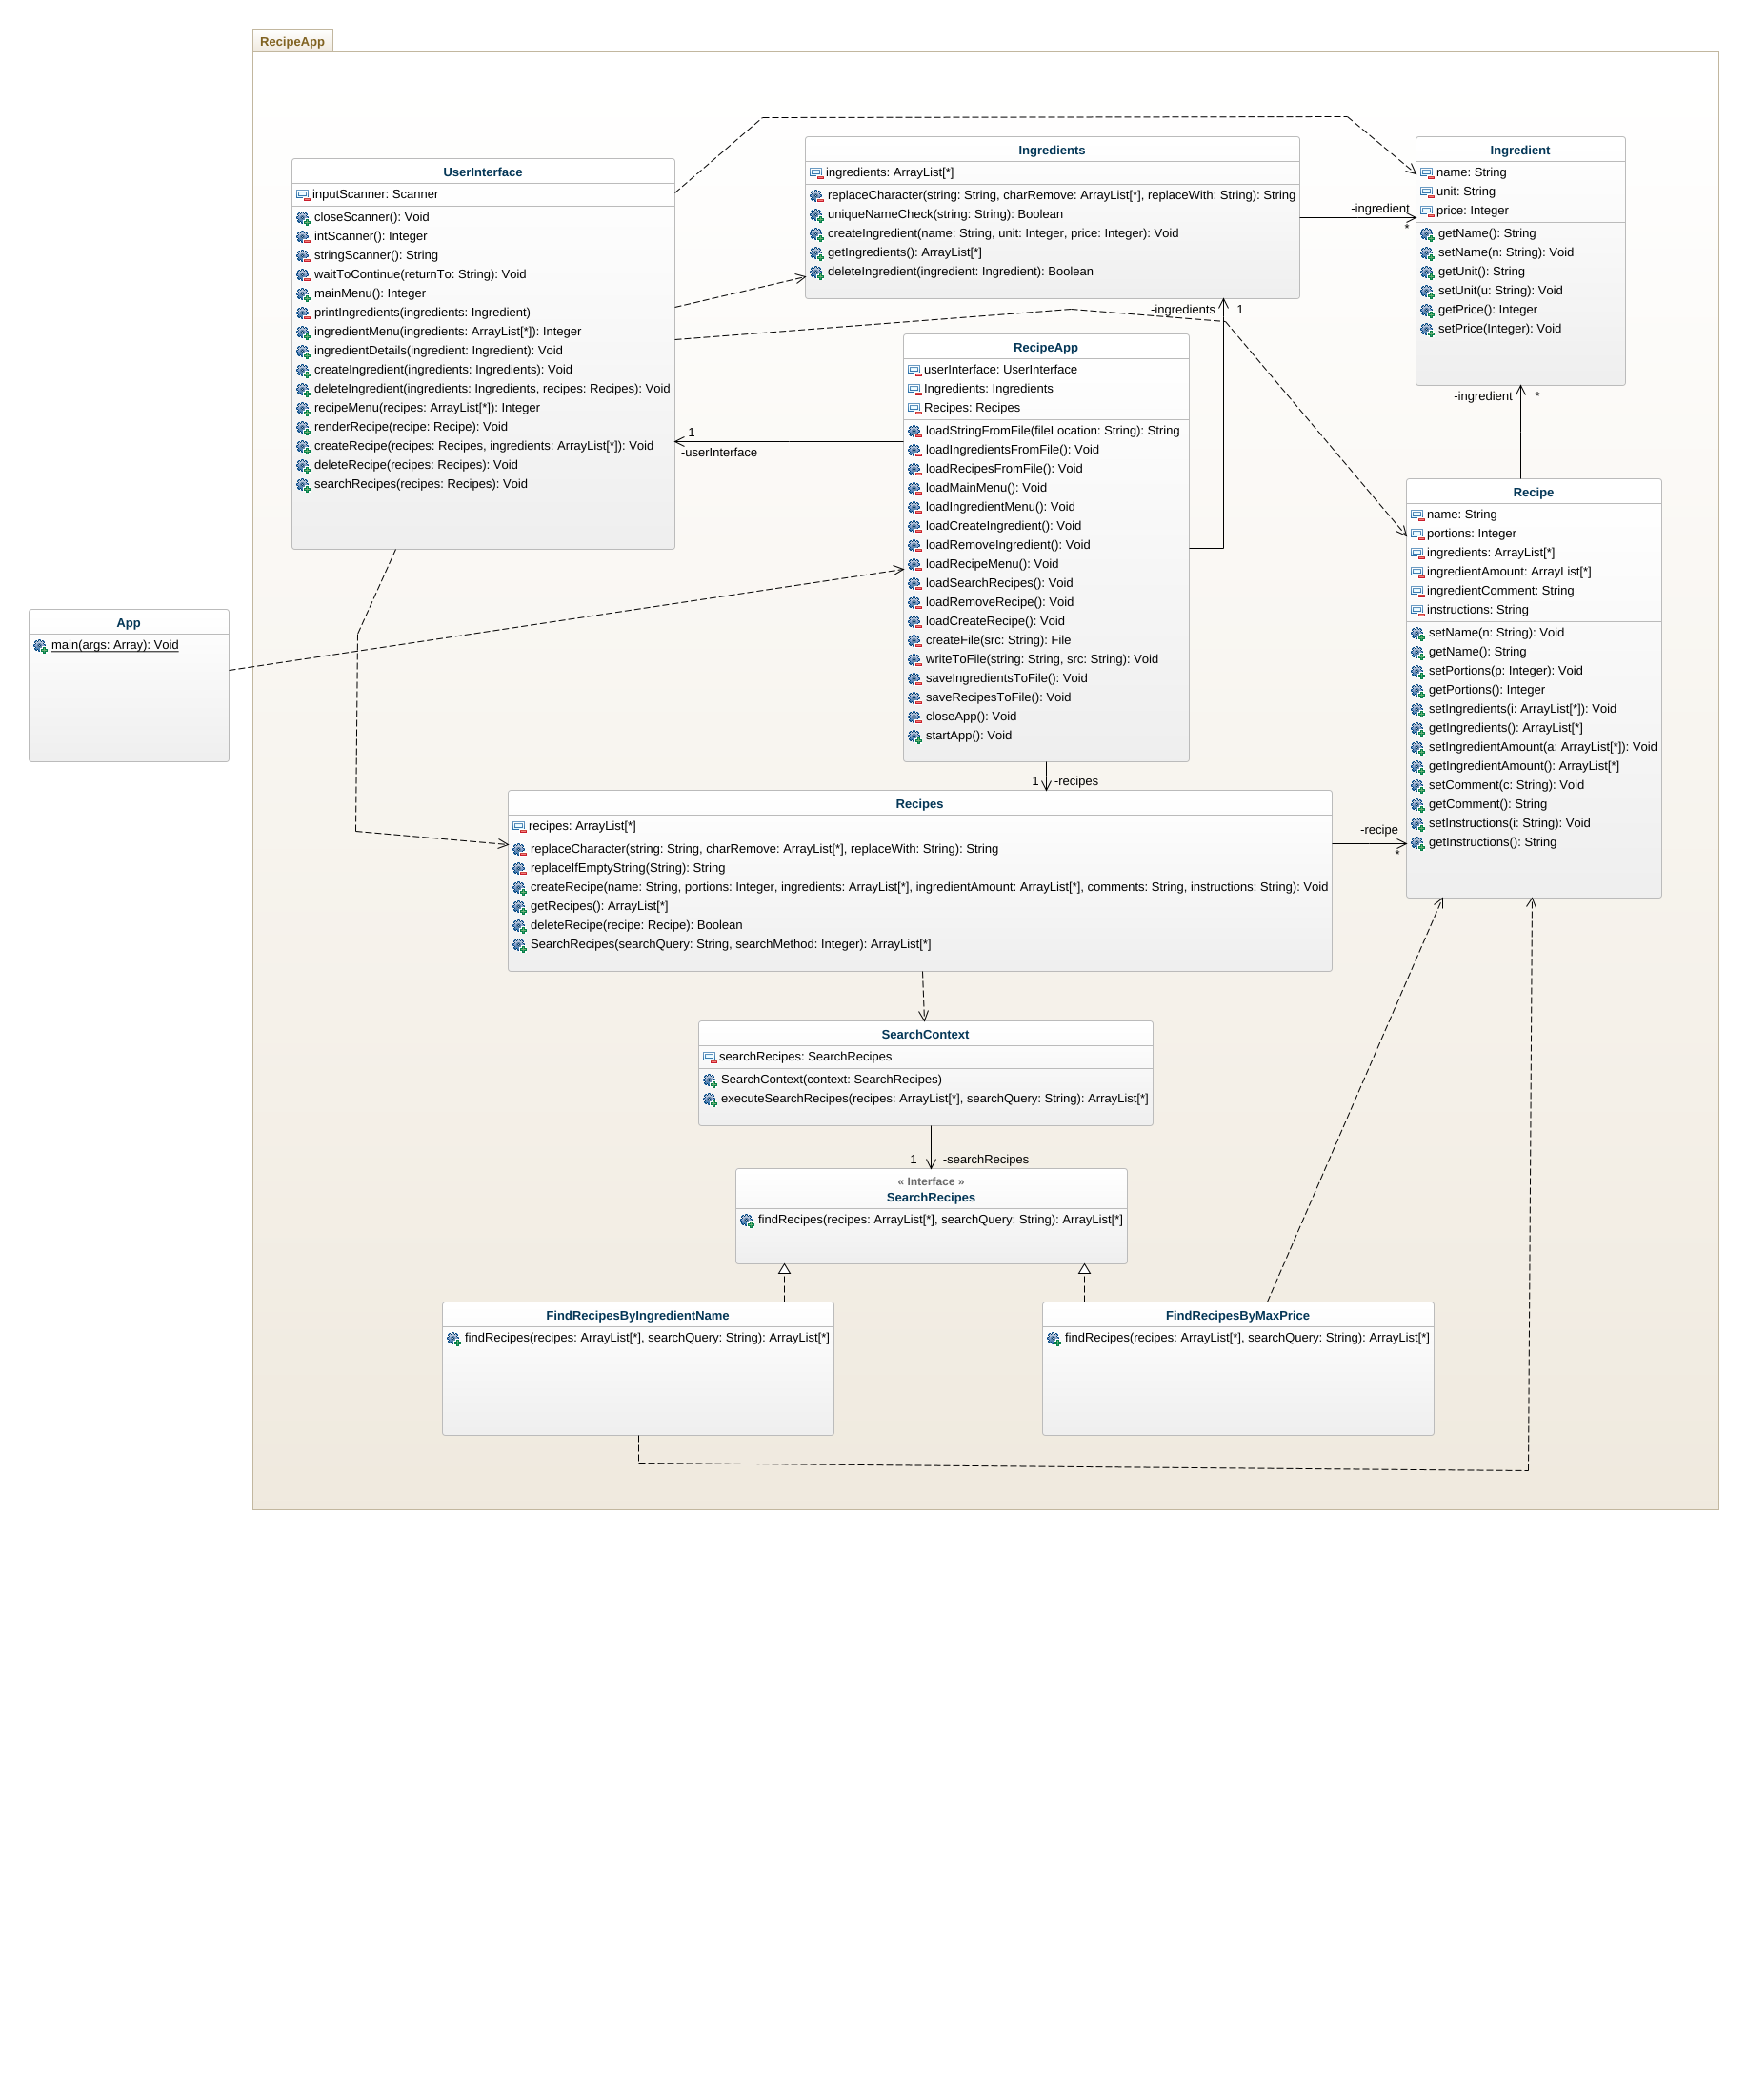 RecipeApp
UserInterface
inputScanner: Scanner
closeScanner(): Void
intScanner(): Integer
stringScanner(): String
waitToContinue(returnTo: String): Void
mainMenu(): Integer
printIngredients(ingredients: Ingredient)
ingredientMenu(ingredients: ArrayList[*]): Integer
ingredientDetails(ingredient: Ingredient): Void
createIngredient(ingredients: Ingredients): Void
deleteIngredient(ingredients: Ingredients, recipes: Recipes): Void
recipeMenu(recipes: ArrayList[*]): Integer
renderRecipe(recipe: Recipe): Void
createRecipe(recipes: Recipes, ingredients: ArrayList[*]): Void
deleteRecipe(recipes: Recipes): Void
searchRecipes(recipes: Recipes): Void
Ingredients
ingredients: ArrayList[*]
replaceCharacter(string: String, charRemove: ArrayList[*], replaceWith: String): String
uniqueNameCheck(string: String): Boolean
createIngredient(name: String, unit: Integer, price: Integer): Void
getIngredients(): ArrayList[*]
deleteIngredient(ingredient: Ingredient): Boolean
-ingredient
*
Ingredient
name: String
unit: String
price: Integer
getName(): String
setName(n: String): Void
getUnit(): String
setUnit(u: String): Void
getPrice(): Integer
setPrice(Integer): Void
-ingredients 1
-ingredient *
1
-userInterface
RecipeApp
userInterface: UserInterface
Ingredients: Ingredients
Recipes: Recipes
loadStringFromFile(fileLocation: String): String
loadIngredientsFromFile(): Void
loadRecipesFromFile(): Void
loadMainMenu(): Void
loadIngredientMenu(): Void
loadCreateIngredient(): Void
loadRemoveIngredient(): Void
loadRecipeMenu(): Void
loadSearchRecipes(): Void
loadRemoveRecipe(): Void
loadCreateRecipe(): Void
createFile(src: String): File
writeToFile(string: String, src: String): Void
saveIngredientsToFile(): Void
saveRecipesToFile(): Void
closeApp(): Void
startApp(): Void
1 -recipes
Recipe
name: String
portions: Integer
ingredients: ArrayList[*]
ingredientAmount: ArrayList[*]
ingredientComment: String
instructions: String
setName(n: String): Void
getName(): String
setPortions(p: Integer): Void
getPortions(): Integer
setIngredients(i: ArrayList[*]): Void
getIngredients(): ArrayList[*]
setIngredientAmount(a: ArrayList[*]): Void
getIngredientAmount(): ArrayList[*]
setComment(c: String): Void
getComment(): String
setInstructions(i: String): Void
getInstructions(): String
App
main(args: Array): Void
Recipes
recipes: ArrayList[*]
replaceCharacter(string: String, charRemove: ArrayList[*], replaceWith: String): String
replaceIfEmptyString(String): String
createRecipe(name: String, portions: Integer, ingredients: ArrayList[*], ingredientAmount: ArrayList[*], comments: String, instructions: String): Void
getRecipes(): ArrayList[*]
deleteRecipe(recipe: Recipe): Boolean
SearchRecipes(searchQuery: String, searchMethod: Integer): ArrayList[*]
-recipe
*
SearchContext
searchRecipes: SearchRecipes
SearchContext(context: SearchRecipes)
executeSearchRecipes(recipes: ArrayList[*], searchQuery: String): ArrayList[*]
1 -searchRecipes
« Interface »
SearchRecipes
findRecipes(recipes: ArrayList[*], searchQuery: String): ArrayList[*]
FindRecipesByIngredientName
findRecipes(recipes: ArrayList[*], searchQuery: String): ArrayList[*]
FindRecipesByMaxPrice
findRecipes(recipes: ArrayList[*], searchQuery: String): ArrayList[*]